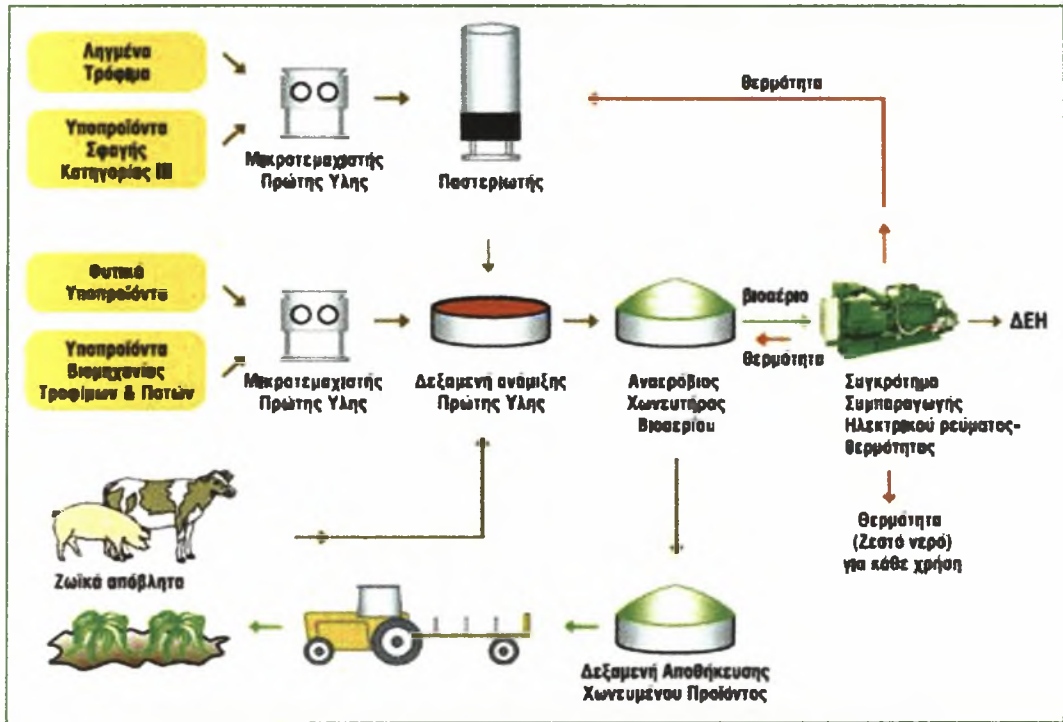 Ληγμένα
Τρόφιμα
Υποπροϊόντα
Σφαγής
Κατηγορίας III
Μικροτεμαχιστής
Πρώτης Ύλης
Παστεριωτής
θερμότητα
Φυτικά
Υποπροϊόντα
Υποπροϊόντα
Βιομηχανίας
Τροφίμων & Ποτών
Μικροτεμαχιστής
Πρώτης Ύλης
Δεξαμενή ανάμιξης
Πρώτης Ύλης
Αναερόβιος
Χωνευτήρας
Βιοαερίου
βιοαέριο
θερμότητα
ΔΕΗ
Συγκρότημα
Συμπαραγωγής
Ηλεκτρικού ρεύματος-
θερμότητας
Θερμότητα
(Ζεστό νερό)
για κάθε χρήση
Ζωϊκά απόβλητα
Δεξαμενή Αποθήκευσης
Χωνευμένου Προϊόντος